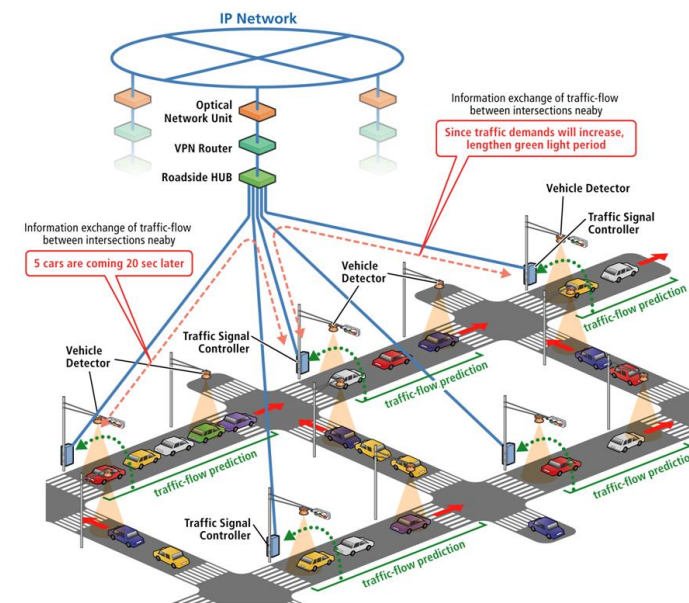 IP Network
Optical
Network Unit
VPN Router
Roadside HUB
Information exchange of traffic-flow
between intersections neaby
Since traffic demands will increase,
lengthen green light period
Vehicle Detector
Traffic Signal
Controller
Information exchange of traffic-flow
between intersections neaby
5 cars are coming 20 sec later
Vehicle
Detector
Traffic Signal
Controller
Vehicle
Detector
traffic-flow prediction
traffic-flow prediction
traffic-flow prediction
traffic-flow prediction
Traffic Signal
Controller
traffic-flow prediction